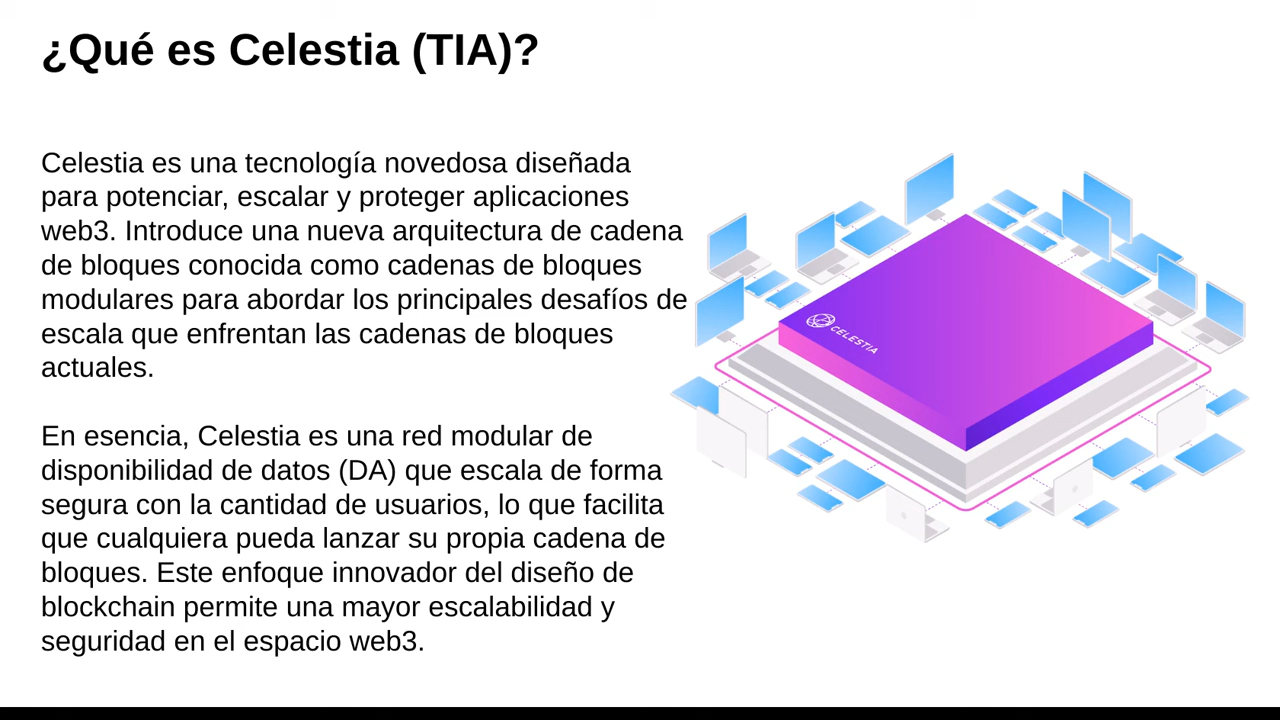 ¿Qué es Celestia (TIA)?
Celestia es una tecnología novedosa diseñada
para potenciar, escalar y proteger aplicaciones
web3. Introduce una nueva arquitectura de cadena
de bloques conocida como cadenas de bloques
modulares para abordar los principales desafíos de
escala que enfrentan las cadenas de bloques
actuales.
En esencia, Celestia es una red modular de
disponibilidad de datos (DA) que escala de forma
segura con la cantidad de usuarios, lo que facilita
que cualquiera pueda lanzar su propia cadena de
bloques. Este enfoque innovador del diseño de
blockchain permite una mayor escalabilidad y
seguridad en el espacio web3.
CELESTIA